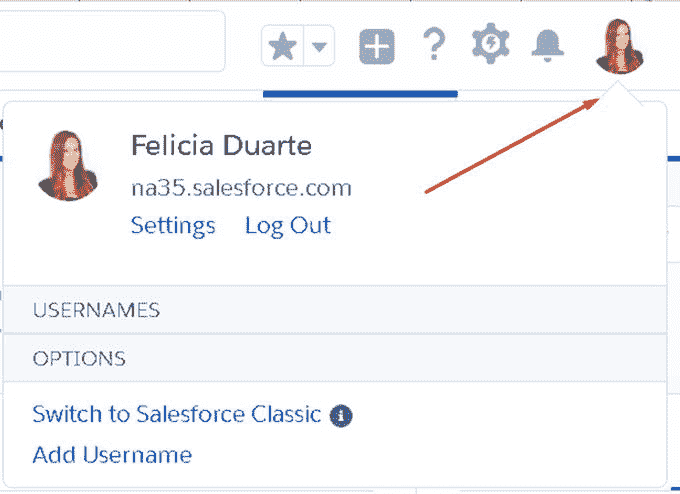 Felicia Duarte
na35.salesforce.com
Settings Log Out
USERNAMES
OPTIONS
Switch to Salesforce Classic
Add Username